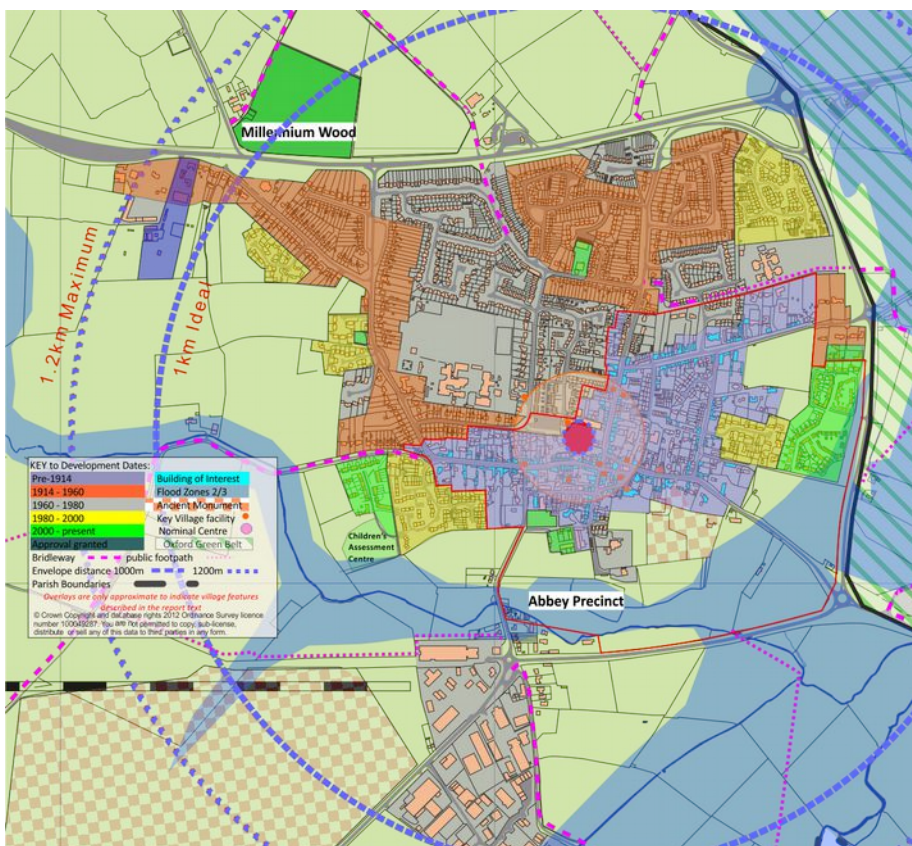 Millennium Wood
1.2km Maximum
1km Ideal
KEY to Development Dates:
Pre-1914
Building of Interest
1914 - 1960
Flood Zones 2/3
1960 - 1980
Ancient Monument
1980 - 2000
Key Village facility
2000 - present
Nominal Centre
Approval granted
Oxford Green Belt
Bridleway
public footpath
Envelope distance 1000m
1200m
Parish Boundaries
Overlays are only approximate to indicate village features
described in the report text
© Crown Copyright and database rights 2012 Ordnance Survey licence
number 100049287. You are not permitted to copy, sub-license,
distribute or sell any of this data to third parties in any form.
Children's
Assessment
Centre
Abbey Precinct